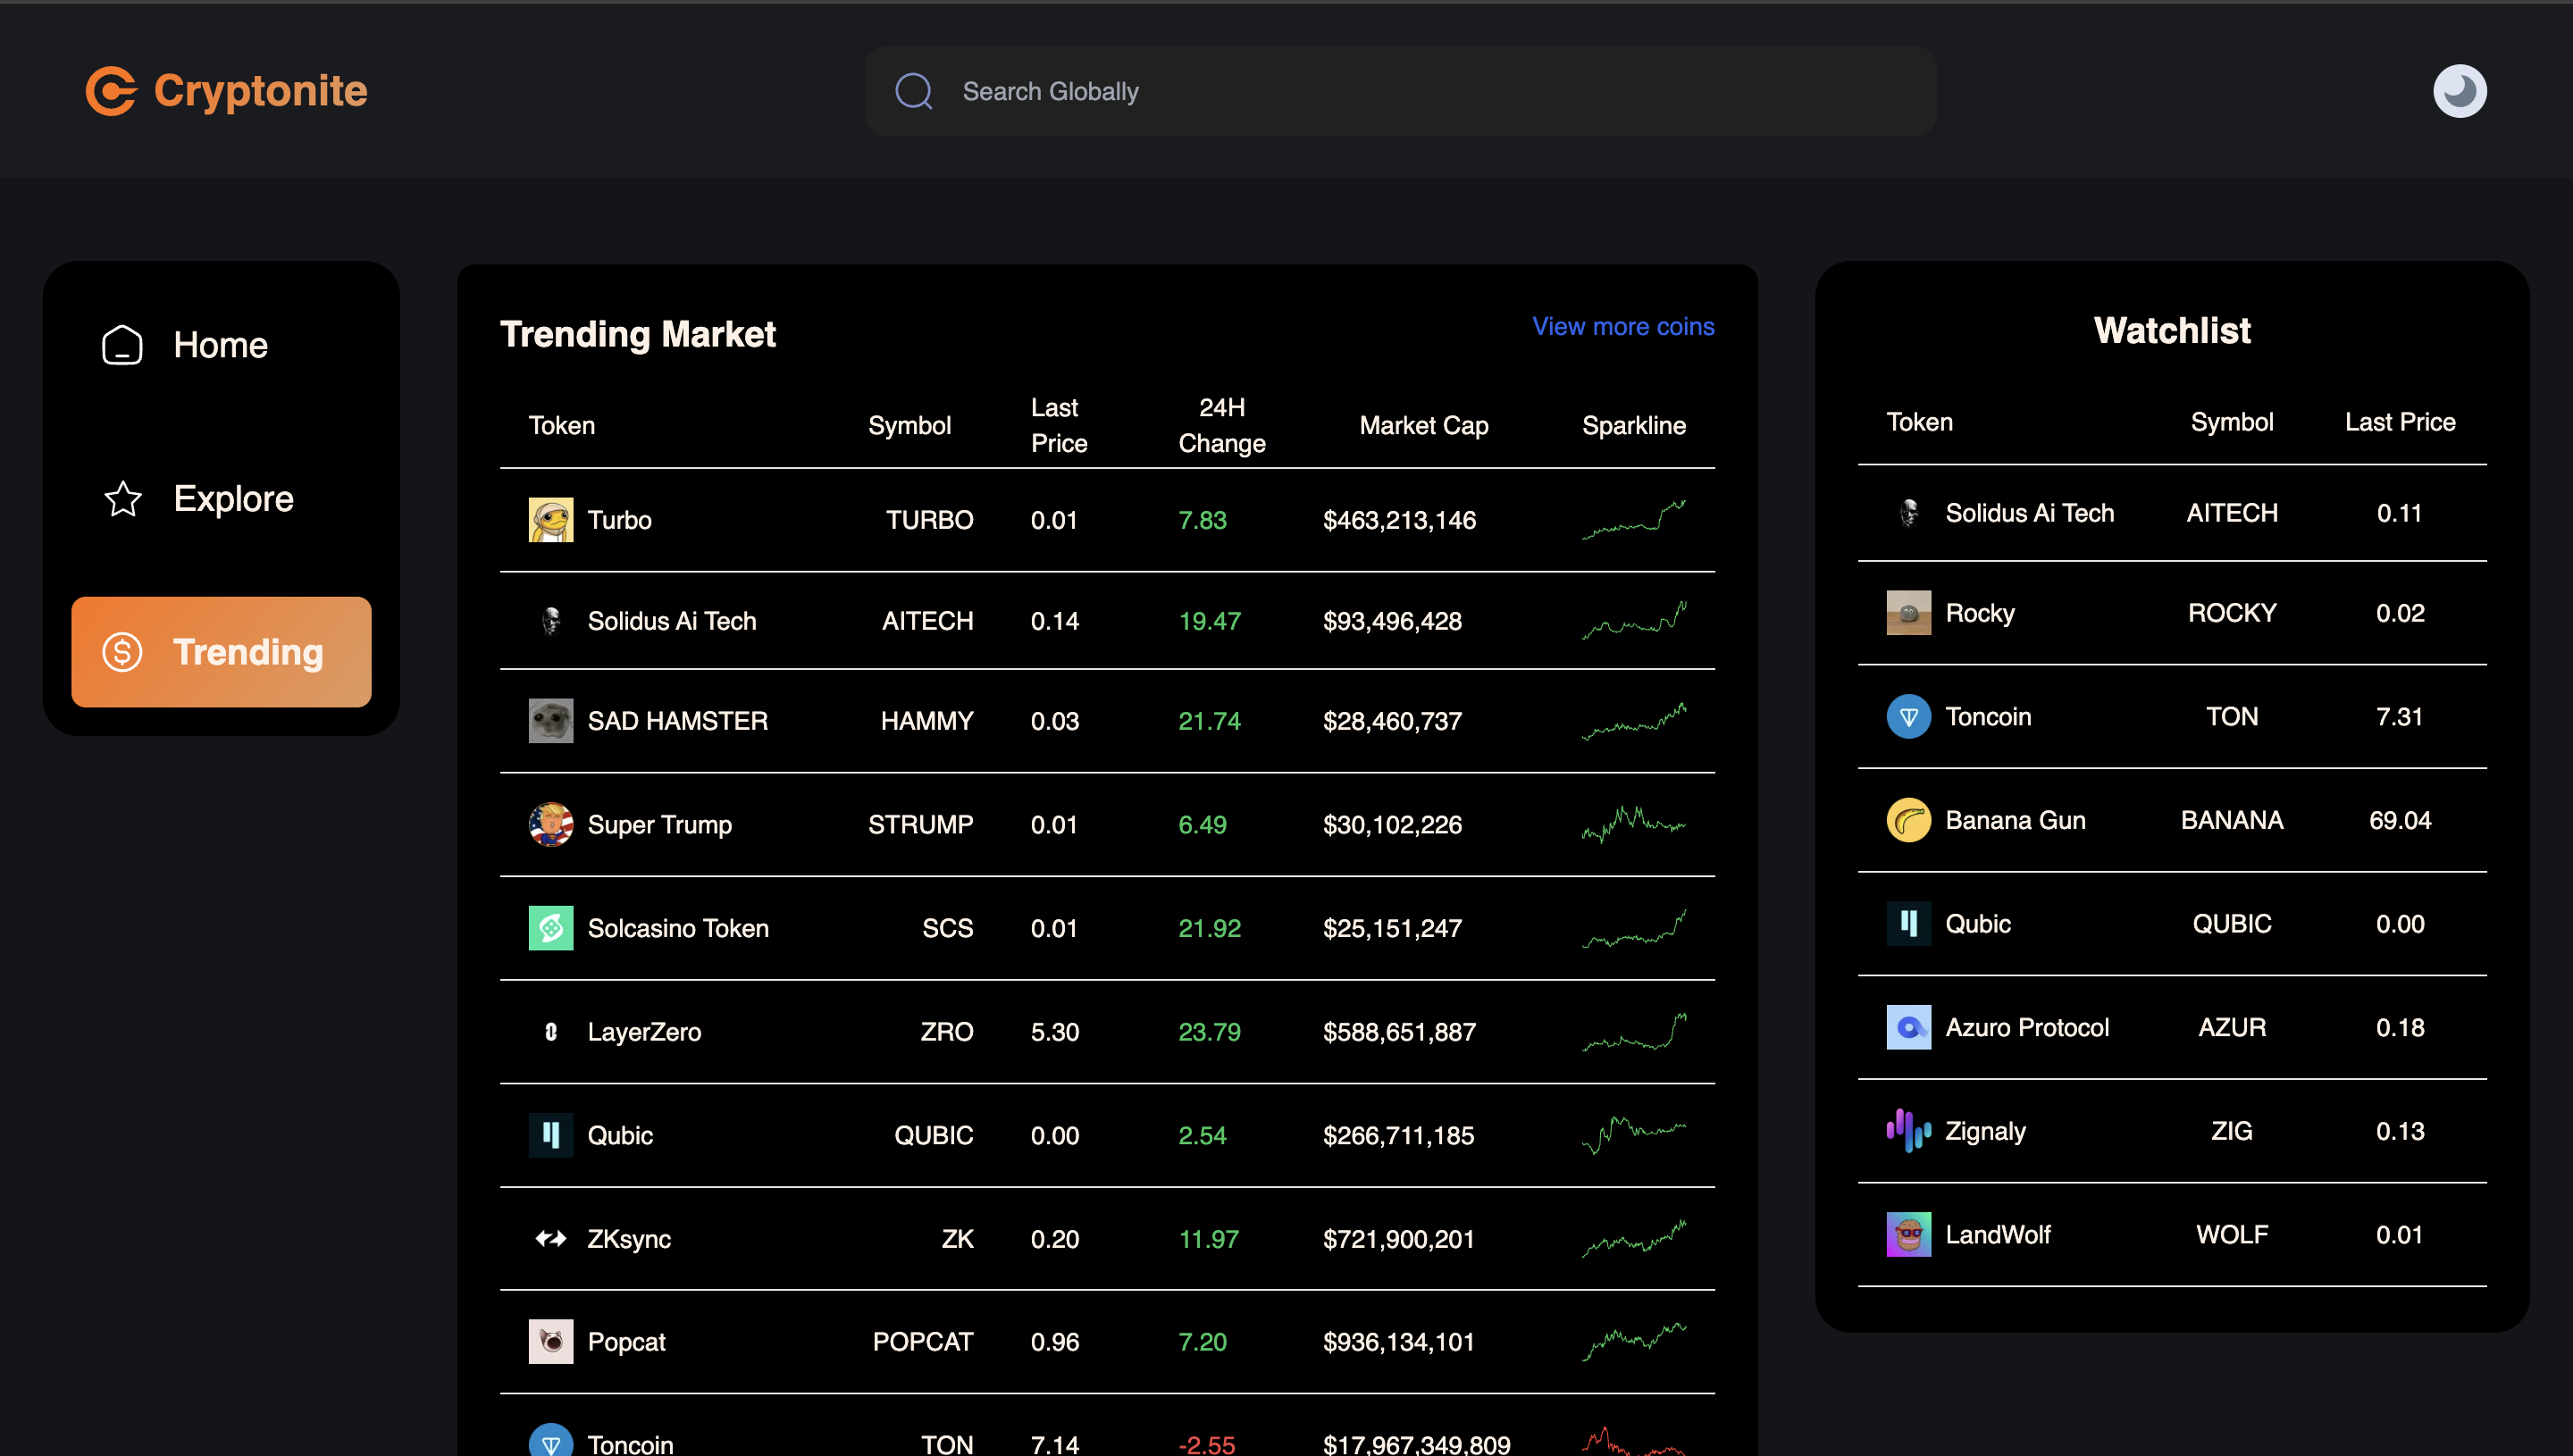 Cryptonite
Search Globally
Home
Explore
Trending
Trending Market
View more coins
Token Symbol Last Price 24H Change Market Cap Sparkline
Turbo TURBO 0.01 7.83 $463,213,146
Solidus Ai Tech AITECH 0.14 19.47 $93,496,428
SAD HAMSTER HAMMY 0.03 21.74 $28,460,737
Super Trump STRUMP 0.01 6.49 $30,102,226
Solcasino Token SCS 0.01 21.92 $25,151,247
LayerZero ZRO 5.30 23.79 $588,651,887
Qubic QUBIC 0.00 2.54 $266,711,185
ZKsync ZK 0.20 11.97 $721,900,201
Popcat POPCAT 0.96 7.20 $936,134,101
Toncoin TON 7.14 -2.55 $17,967,349,809
Watchlist
Token Symbol Last Price
Solidus Ai Tech AITECH 0.11
Rocky ROCKY 0.02
Toncoin TON 7.31
Banana Gun BANANA 69.04
Qubic QUBIC 0.00
Azuro Protocol AZUR 0.18
Zignaly ZIG 0.13
LandWolf WOLF 0.01